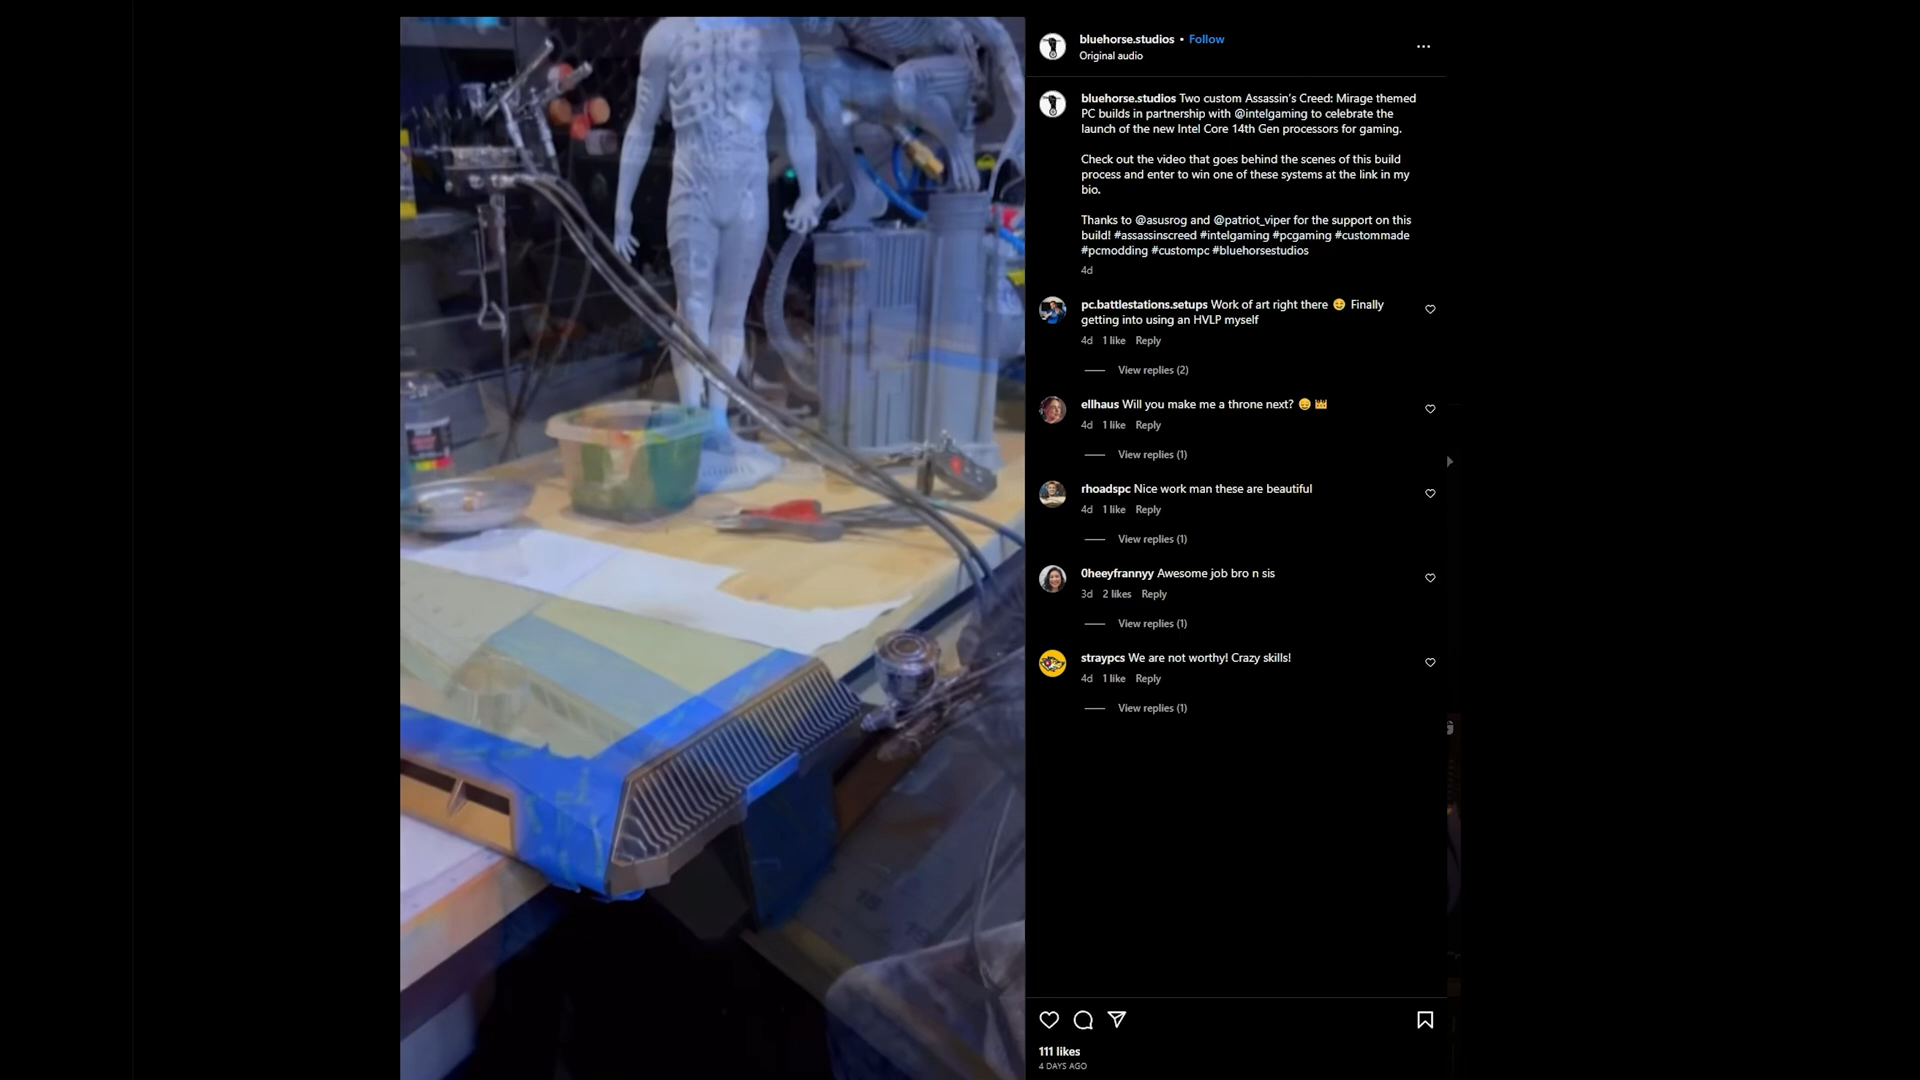 bluehorse.studios • Follow
Original audio
bluehorse.studios Two custom Assassin's Creed: Mirage themed
PC builds in partnership with @intelgaming to celebrate the
launch of the new Intel Core 14th Gen processors for gaming.
Check out the video that goes behind the scenes of this build
process and enter to win one of these systems at the link in my
bio.
Thanks to @asusrog and @patriot_viper for the support on this
build! #assassinscreed #intelgaming #pcgaming #custommade
#pcmodding #custompc #bluehorsestudios
4d
pc.battlestations.setups Work of art right there 😊 Finally
getting into using an HVLP myself
4d 1 like Reply
View replies (2)
ellhaus Will you make me a throne next? 😑 👑
4d 1 like Reply
View replies (1)
rhoadspc Nice work man these are beautiful
4d 1 like Reply
View replies (1)
0heeyfrannyy Awesome job bro n sis
3d 2 likes Reply
View replies (1)
straypcs We are not worthy! Crazy skills!
4d 1 like Reply
View replies (1)
111 likes
4 DAYS AGO